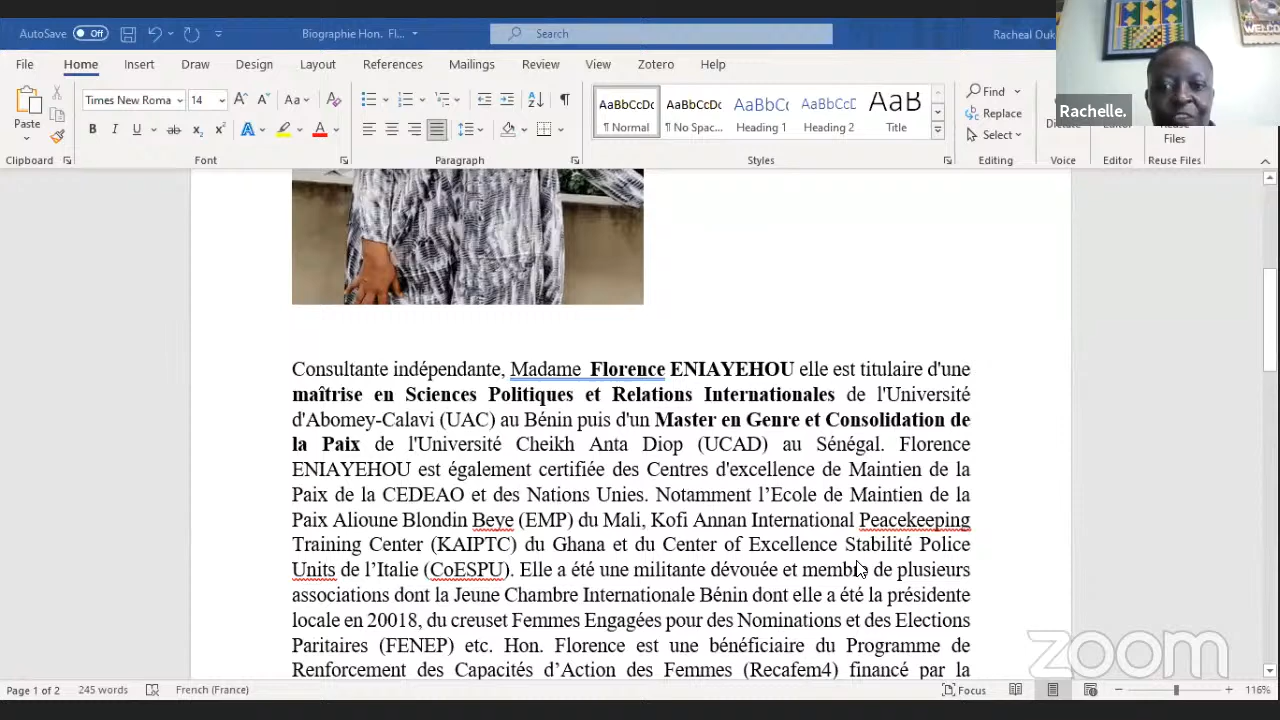 AutoSave Off Biographie Hon. Fl... Search Racheal Ouk
WELCO
File Home Insert Draw Design Layout References Mailings Review View Zotero Help
Rachelle.
Times New Roma 14 Aa AaBbCcDc AaBbCcDc AaBbCc AaBbCcD AaB Find
Paste B I U ab x₂ x² A A ¶ Normal ¶ No Spac... Heading 1 Heading 2 Title Replace
Select Dictate Editor Reuse Files
Clipboard Font Paragraph Styles Editing Voice Editor Reuse Files
Consultante indépendante, Madame Florence ENIAYEHOU elle est titulaire d'une
maîtrise en Sciences Politiques et Relations Internationales de l'Université
d'Abomey-Calavi (UAC) au Bénin puis d'un Master en Genre et Consolidation de
la Paix de l'Université Cheikh Anta Diop (UCAD) au Sénégal. Florence
ENIAYEHOU est également certifiée des Centres d'excellence de Maintien de la
Paix de la CEDEAO et des Nations Unies. Notamment l’Ecole de Maintien de la
Paix Alioune Blondin Beye (EMP) du Mali, Kofi Annan International Peacekeeping
Training Center (KAIPTC) du Ghana et du Center of Excellence Stabilité Police
Units de l’Italie (CoESPU). Elle a été une militante dévouée et membre de plusieurs
associations dont la Jeune Chambre Internationale Bénin dont elle a été la présidente
locale en 20018, du creuset Femmes Engagées pour des Nominations et des Elections
Paritaires (FENEP) etc. Hon. Florence est une bénéficiaire du Programme de
Renforcement des Capacités d’Action des Femmes (Recafem4) financé par la
zoom
Page 1 of 2 245 words French (France) Focus 116%